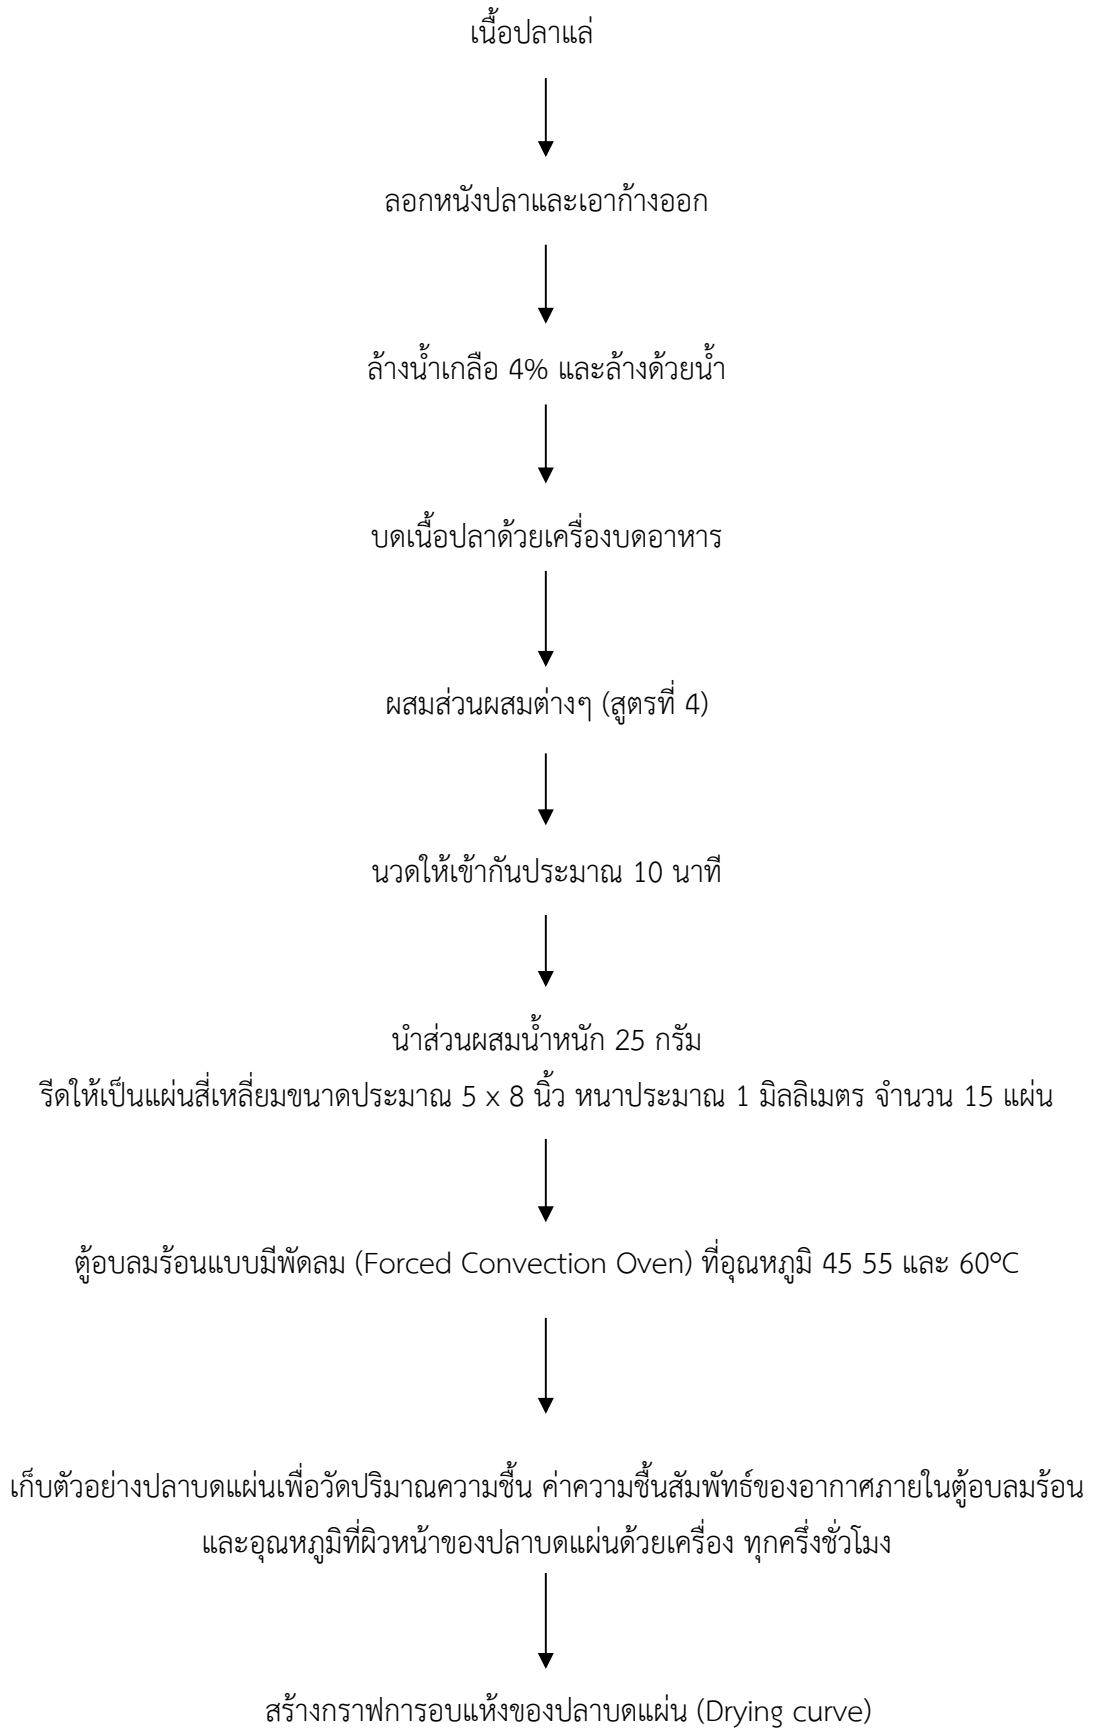 เนื้อปลาแล่
ลอกหนังปลาและเอาก้างออก
ล้างน้ำเกลือ 4% และล้างด้วยน้ำ
บดเนื้อปลาด้วยเครื่องบดอาหาร
ผสมส่วนผสมต่างๆ (สูตรที่ 4)
นวดให้เข้ากันประมาณ 10 นาที
นำส่วนผสมน้ำหนัก 25 กรัม
รีดให้เป็นแผ่นสี่เหลี่ยมขนาดประมาณ 5 x 8 นิ้ว หนาประมาณ 1 มิลลิเมตร จำนวน 15 แผ่น
ตู้อบลมร้อนแบบมีพัดลม (Forced Convection Oven) ที่อุณหภูมิ 45 55 และ 60ºC
เก็บตัวอย่างปลาบดแผ่นเพื่อวัดปริมาณความชื้น ค่าความชื้นสัมพัทธ์ของอากาศภายในตู้อบลมร้อน
และอุณหภูมิที่ผิวหน้าของปลาบดแผ่นด้วยเครื่อง ทุกครึ่งชั่วโมง
สร้างกราฟการอบแห้งของปลาบดแผ่น (Drying curve)